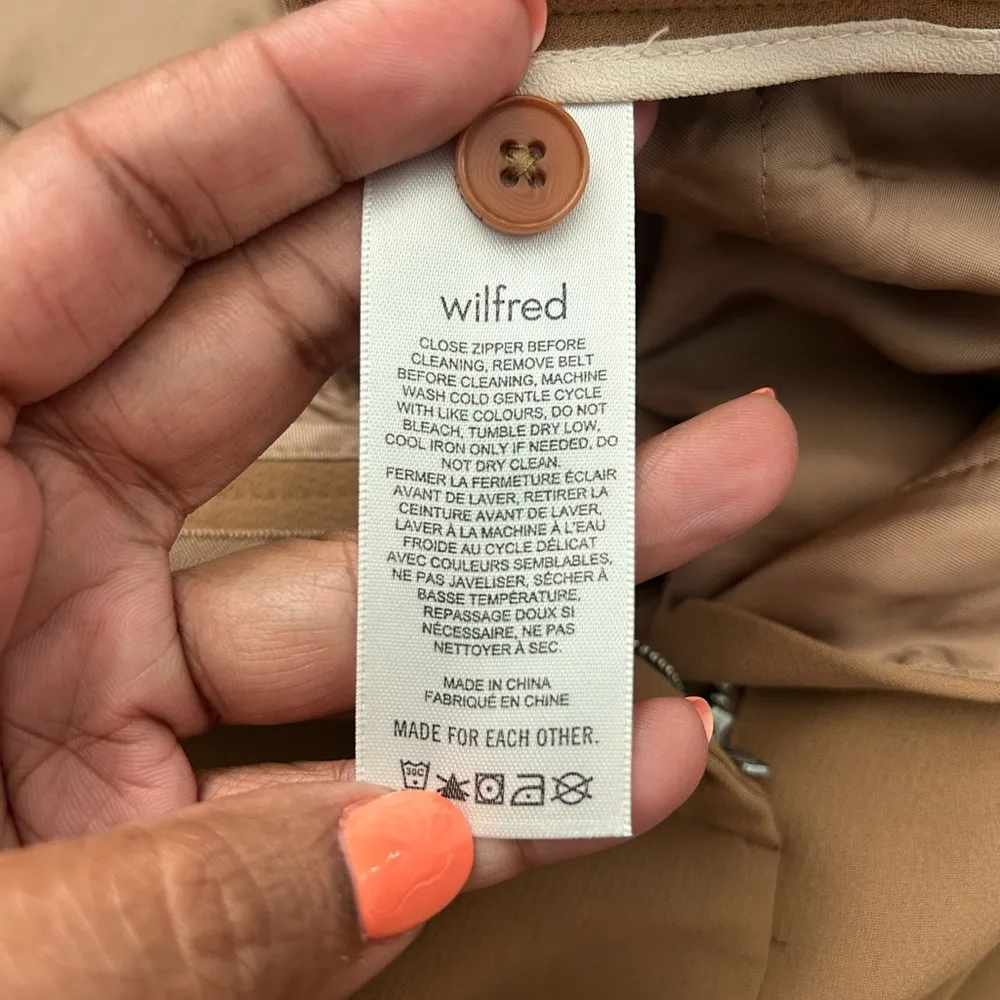 wilfred
CLOSE ZIPPER BEFORE
CLEANING, REMOVE BELT
BEFORE CLEANING, MACHINE
WASH COLD GENTLE CYCLE
WITH LIKE COLOURS, DO NOT
BLEACH, TUMBLE DRY LOW,
COOL IRON ONLY IF NEEDED, DO
NOT DRY CLEAN.
FERMER LA FERMETURE ÉCLAIR
AVANT DE LAVER, RETIRER LA
CEINTURE AVANT DE LAVER,
LAVER À LA MACHINE À L'EAU
FROIDE AU CYCLE DÉLICAT
AVEC COULEURS SEMBLABLES,
NE PAS JAVELISER, SÉCHER À
BASSE TEMPÉRATURE,
REPASSAGE DOUX SI
NÉCESSAIRE, NE PAS
NETTOYER À SEC.
MADE IN CHINA
FABRIQUÉ EN CHINE
MADE FOR EACH OTHER.
30C